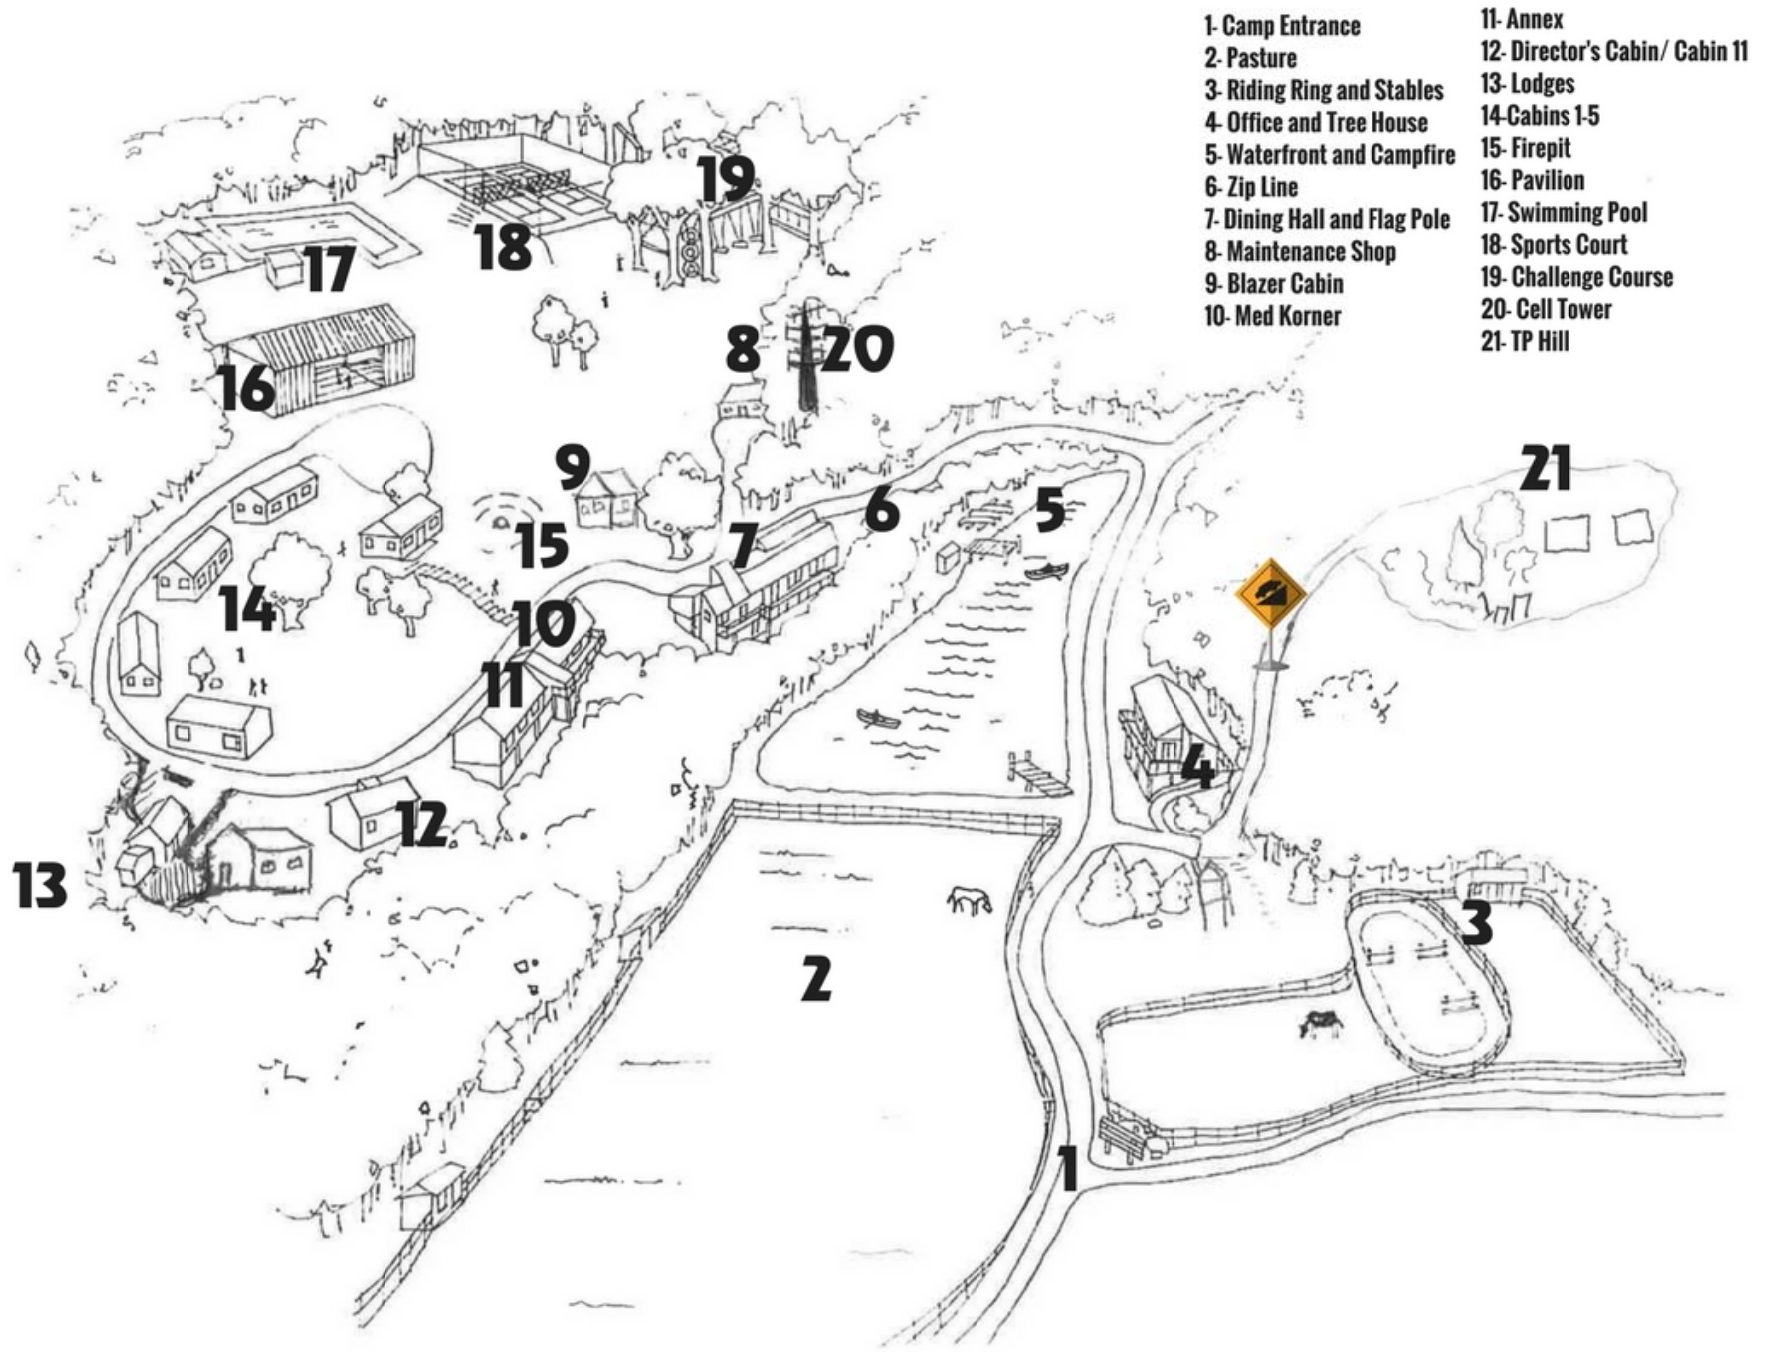 1- Camp Entrance
2- Pasture
3- Riding Ring and Stables
4- Office and Tree House
5- Waterfront and Campfire
6- Zip Line
7- Dining Hall and Flag Pole
8- Maintenance Shop
9- Blazer Cabin
10- Med Korner
11- Annex
12- Director's Cabin/ Cabin 11
13- Lodges
14-Cabins 1-5
15- Firepit
16- Pavilion
17- Swimming Pool
18- Sports Court
19- Challenge Course
20- Cell Tower
21- TP Hill
19
18
17
8
20
16
9
21
6
5
7
15
14
10
11
4
12
13
3
2
1